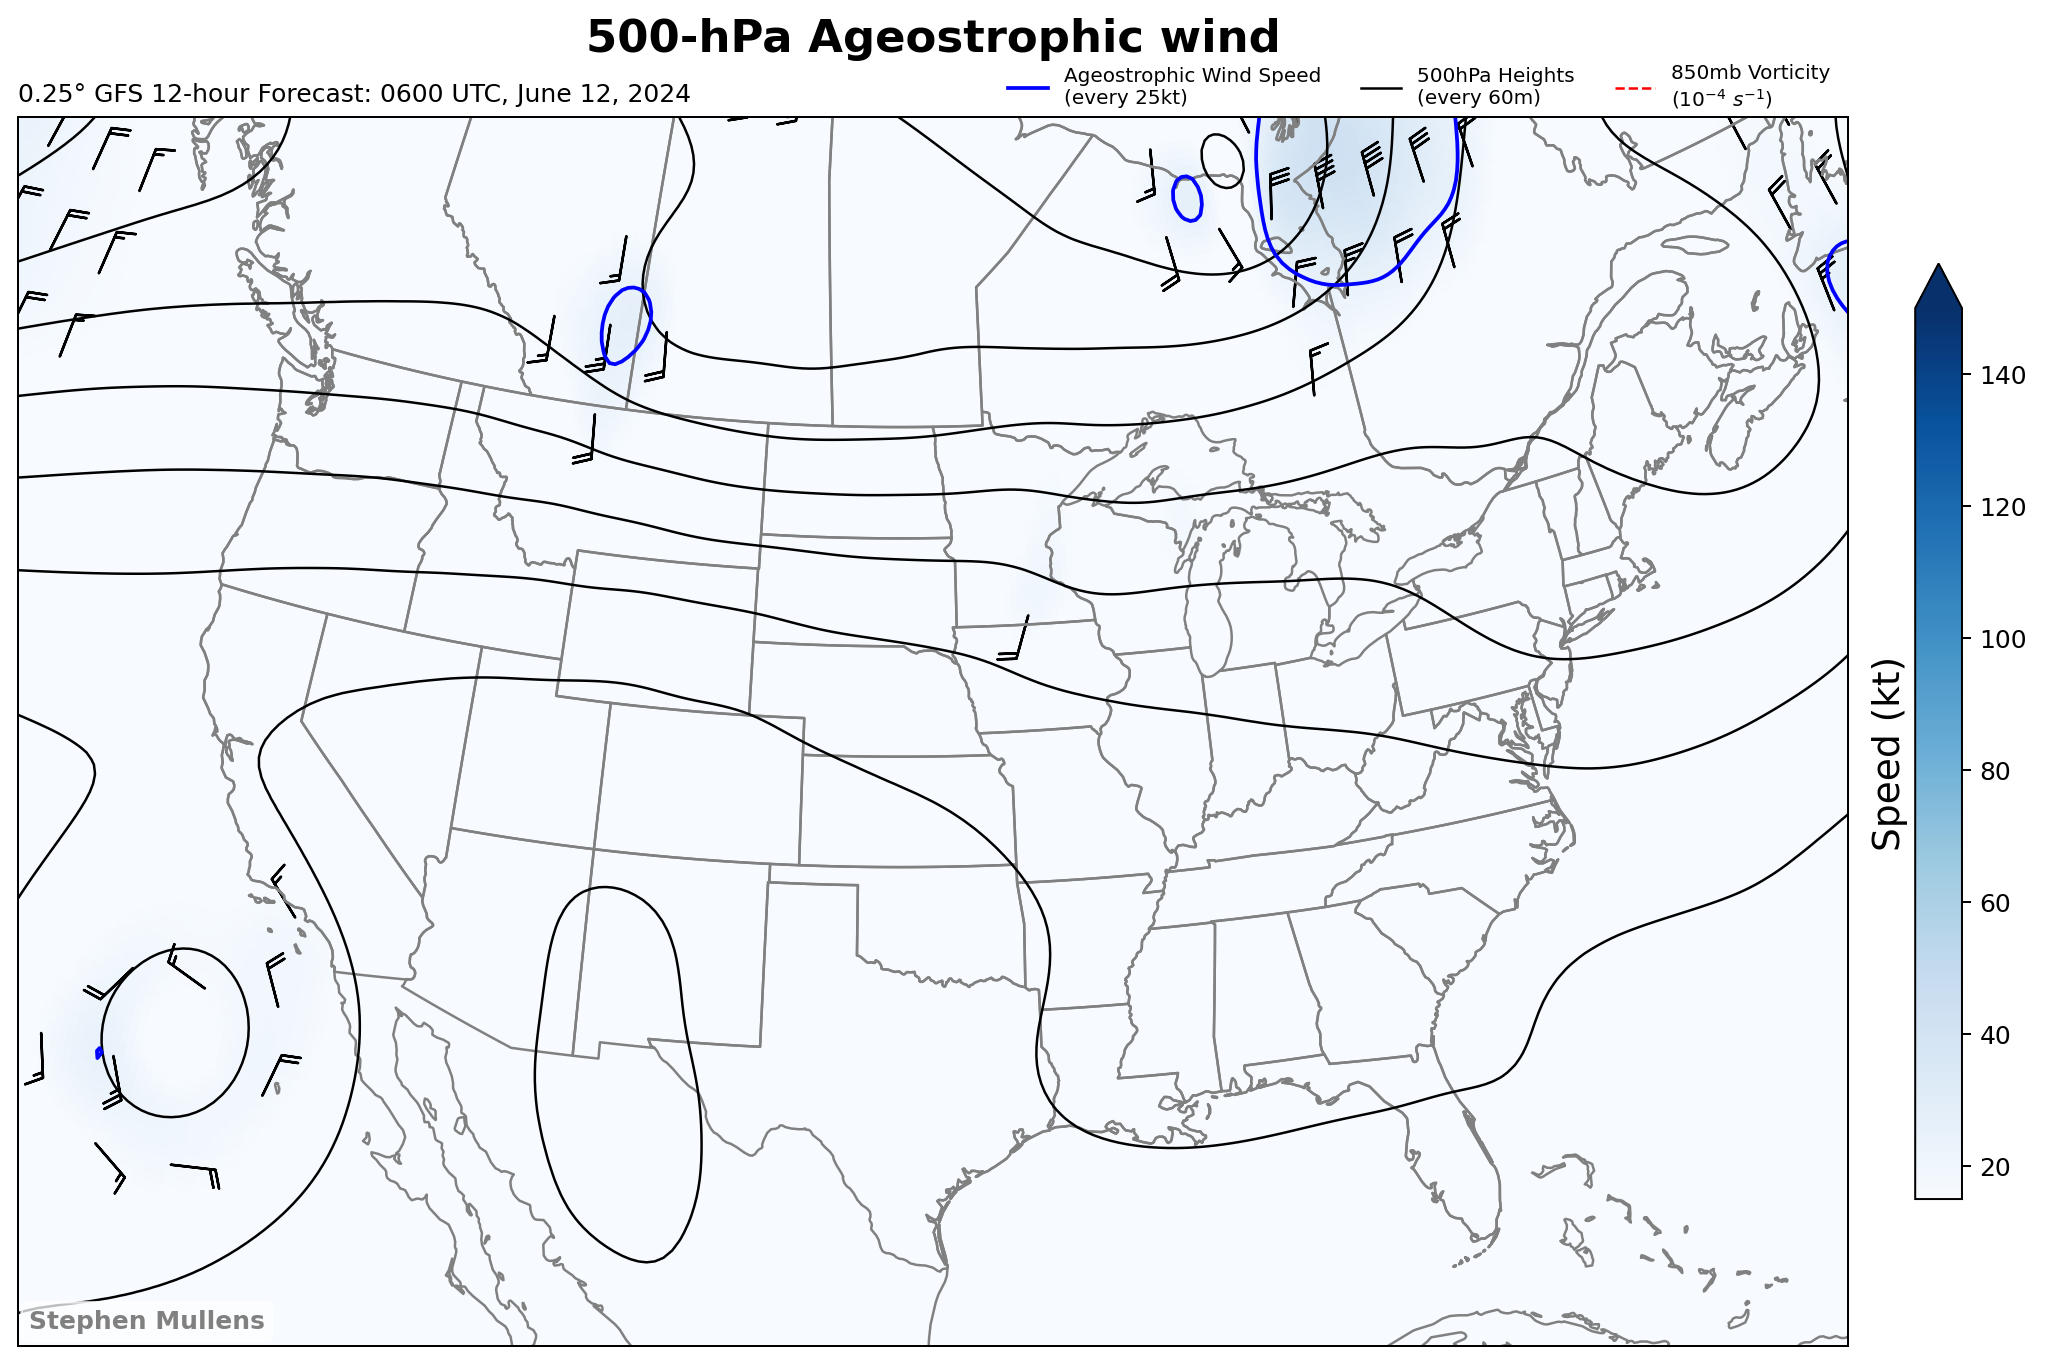 500-hPa Ageostrophic wind
0.25° GFS 12-hour Forecast: 0600 UTC, June 12, 2024
Ageostrophic Wind Speed
(every 25kt)
500hPa Heights
(every 60m)
850mb Vorticity
(10⁻⁴ s⁻¹)
140
120
100
80
60
40
20
Speed (kt)
Stephen Mullens